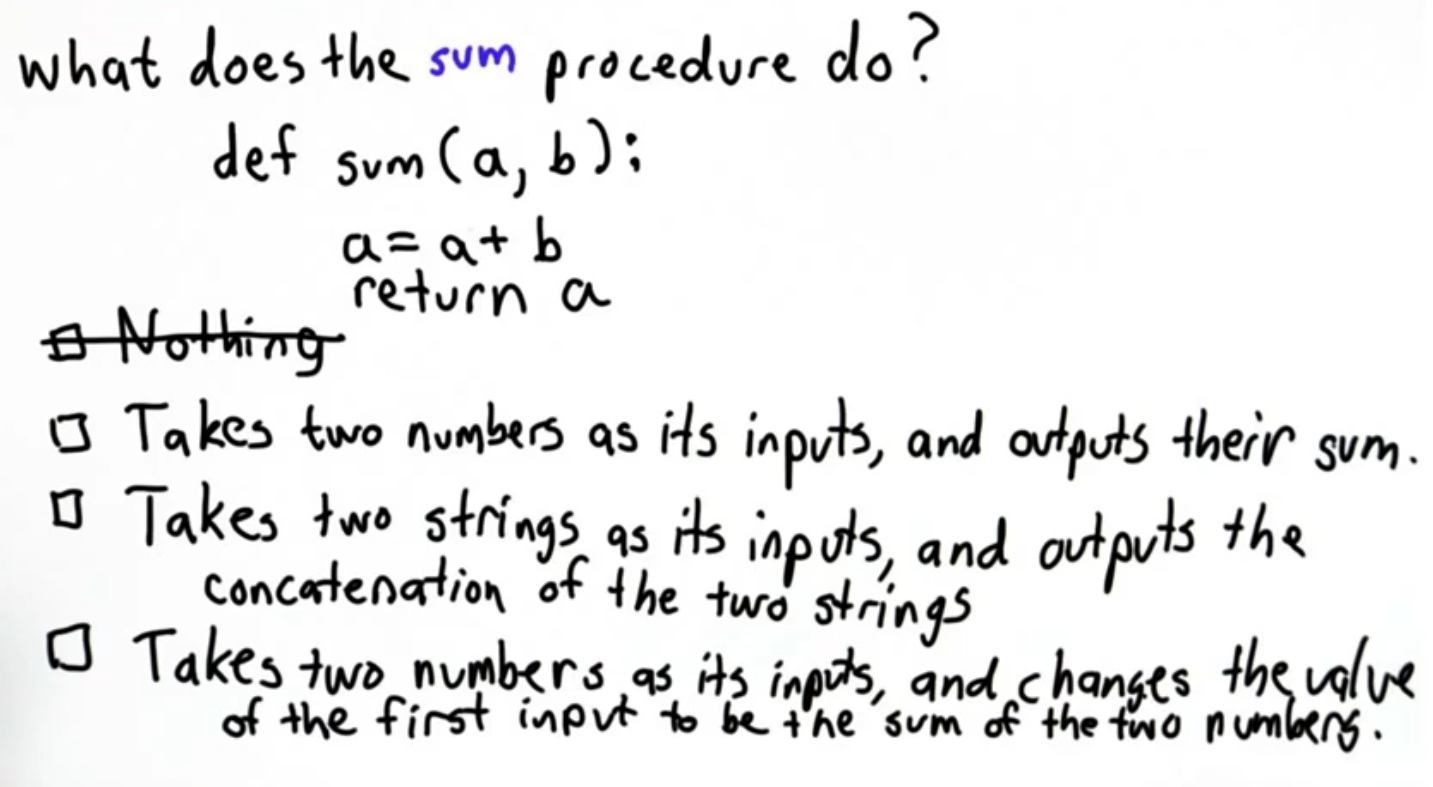 what does the sum procedure do?
def sum(a, b):
a = a + b
return a
□ Nothing
□ Takes two numbers as its inputs, and outputs their sum.
□ Takes two strings as its inputs, and outputs the
concatenation of the two strings
□ Takes two numbers as its inputs, and changes the value
of the first input to be the sum of the two numbers.